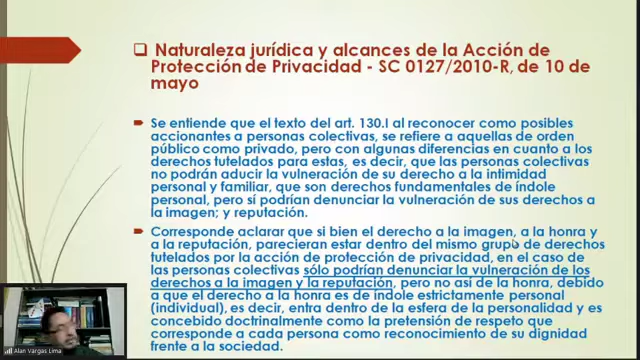 Naturaleza jurídica y alcances de la Acción de
Protección de Privacidad - SC 0127/2010-R, de 10 de
mayo
Se entiende que el texto del art. 130.I al reconocer como posibles
accionantes a personas colectivas, se refiere a aquellas de orden
público como privado, pero con algunas diferencias en cuanto a los
derechos tutelados para estas, es decir, que las personas colectivas
no podrán aducir la vulneración de su derecho a la intimidad
personal y familiar, que son derechos fundamentales de índole
personal, pero sí podrían denunciar la vulneración de sus derechos a
la imagen; y reputación.
Corresponde aclarar que si bien el derecho a la imagen, a la honra y
a la reputación, parecieran estar dentro del mismo grupo de derechos
tutelados por la acción de protección de privacidad, en el caso de
las personas colectivas sólo podrían denunciar la vulneración de los
derechos a la imagen y la reputación, pero no así de la honra, debido
a que el derecho a la honra es de índole estrictamente personal
(individual), es decir, entra dentro de la esfera de la personalidad y es
concebido doctrinalmente como la pretensión de respeto que
corresponde a cada persona como reconocimiento de su dignidad
frente a la sociedad.
Alan Vargas Lima